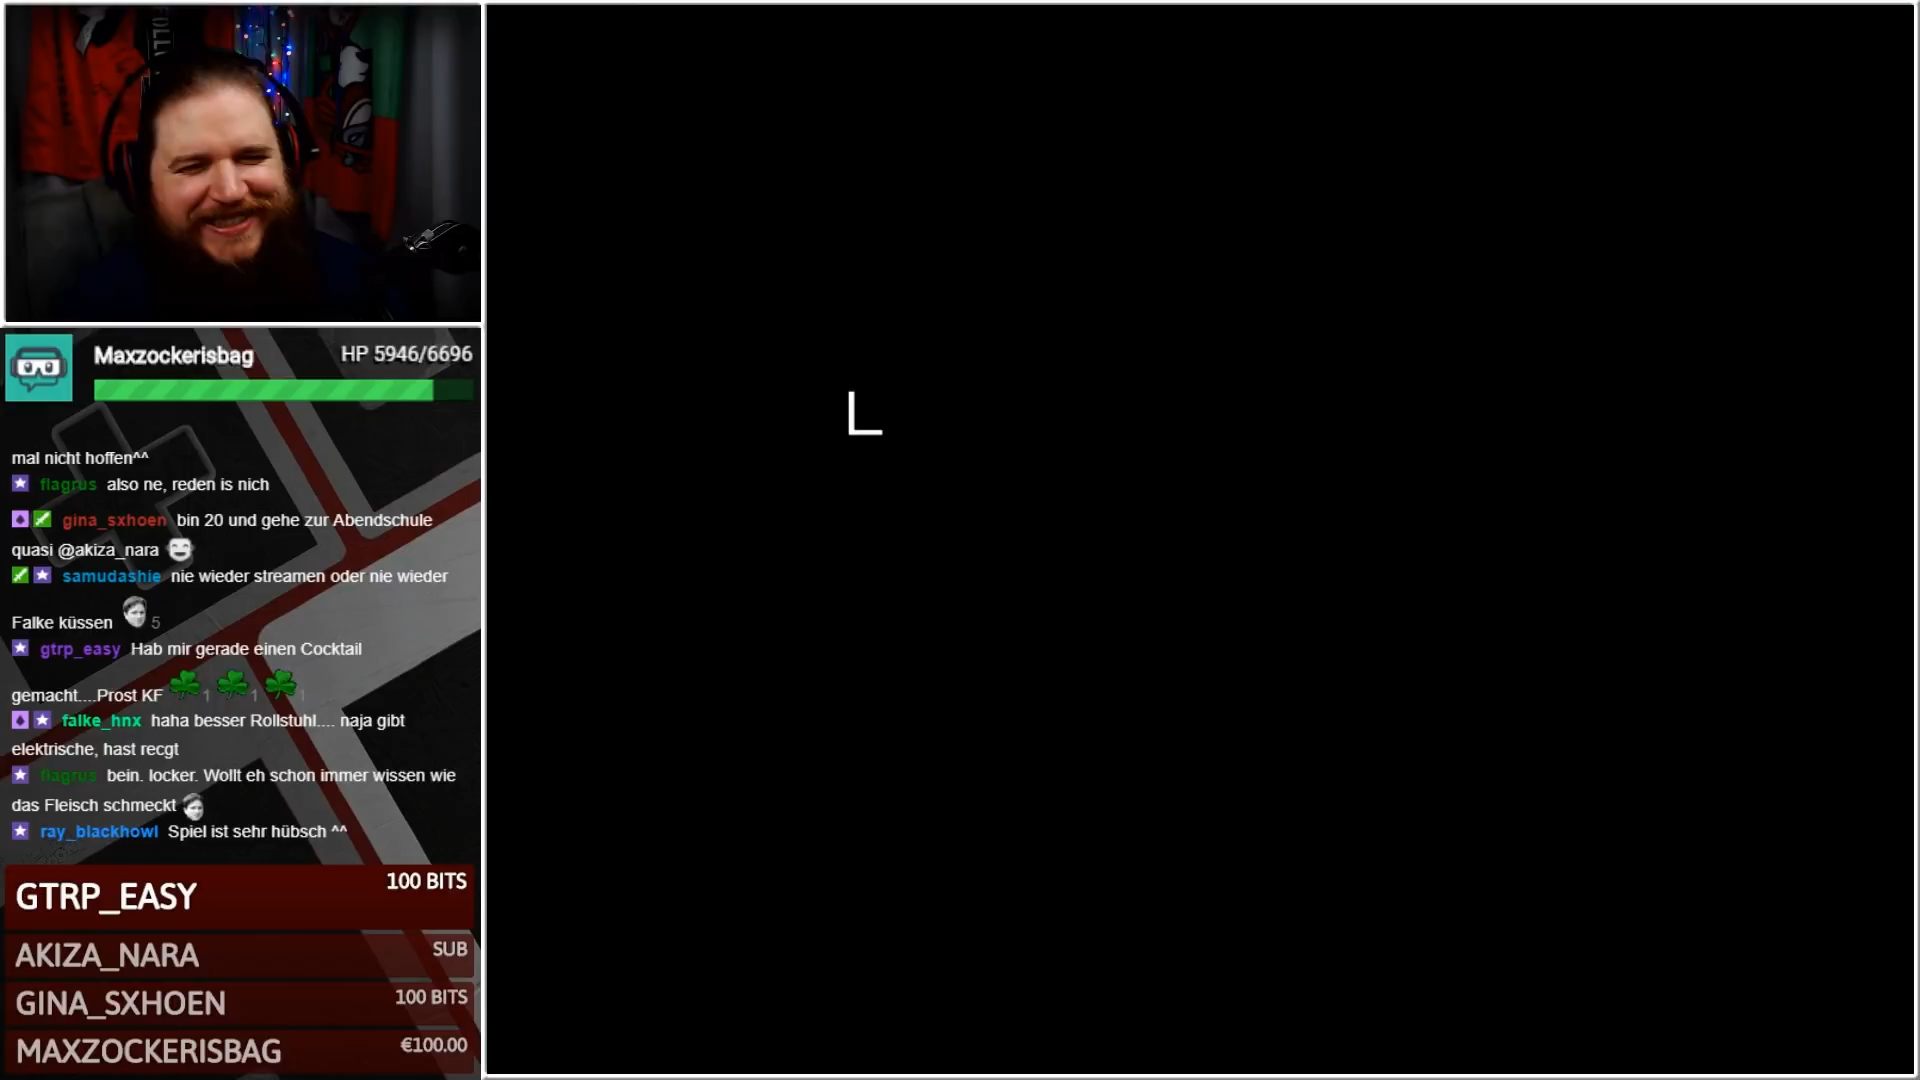 Maxzockerisbag HP 5946/6696
mal nicht hoffen^^
flagrus also ne, reden is nich
gina_sxhoen bin 20 und gehe zur Abendschule
quasi @akiza_nara
samudashie nie wieder streamen oder nie wieder
Falke küssen 5
gtrp_easy Hab mir gerade einen Cocktail
gemacht....Prost KF 1 1 1
falke_hnx haha besser Rollstuhl.... naja gibt
elektrische, hast recgt
flagrus bein. locker. Wollt eh schon immer wissen wie
das Fleisch schmeckt
ray_blackhowl Spiel ist sehr hübsch ^^
GTRP_EASY 100 BITS
AKIZA_NARA SUB
GINA_SXHOEN 100 BITS
MAXZOCKERISBAG €100.00
L